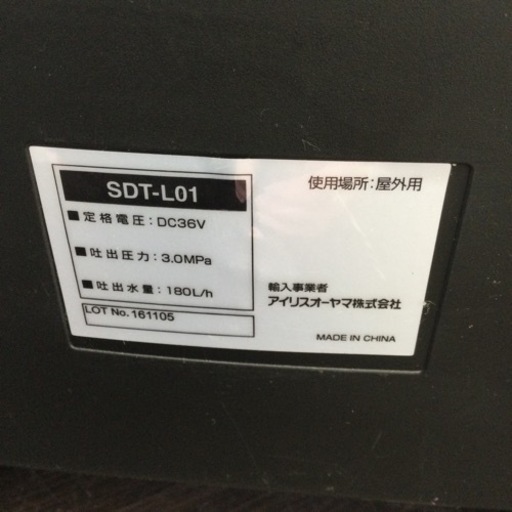 SDT-L01
使用場所:屋外用
■定格電圧:DC36V
■吐出圧力:3.0MPa
■吐出水量:180L/h
LOT No. 161105
輸入事業者
アイリスオーヤマ株式会社
MADE IN CHINA